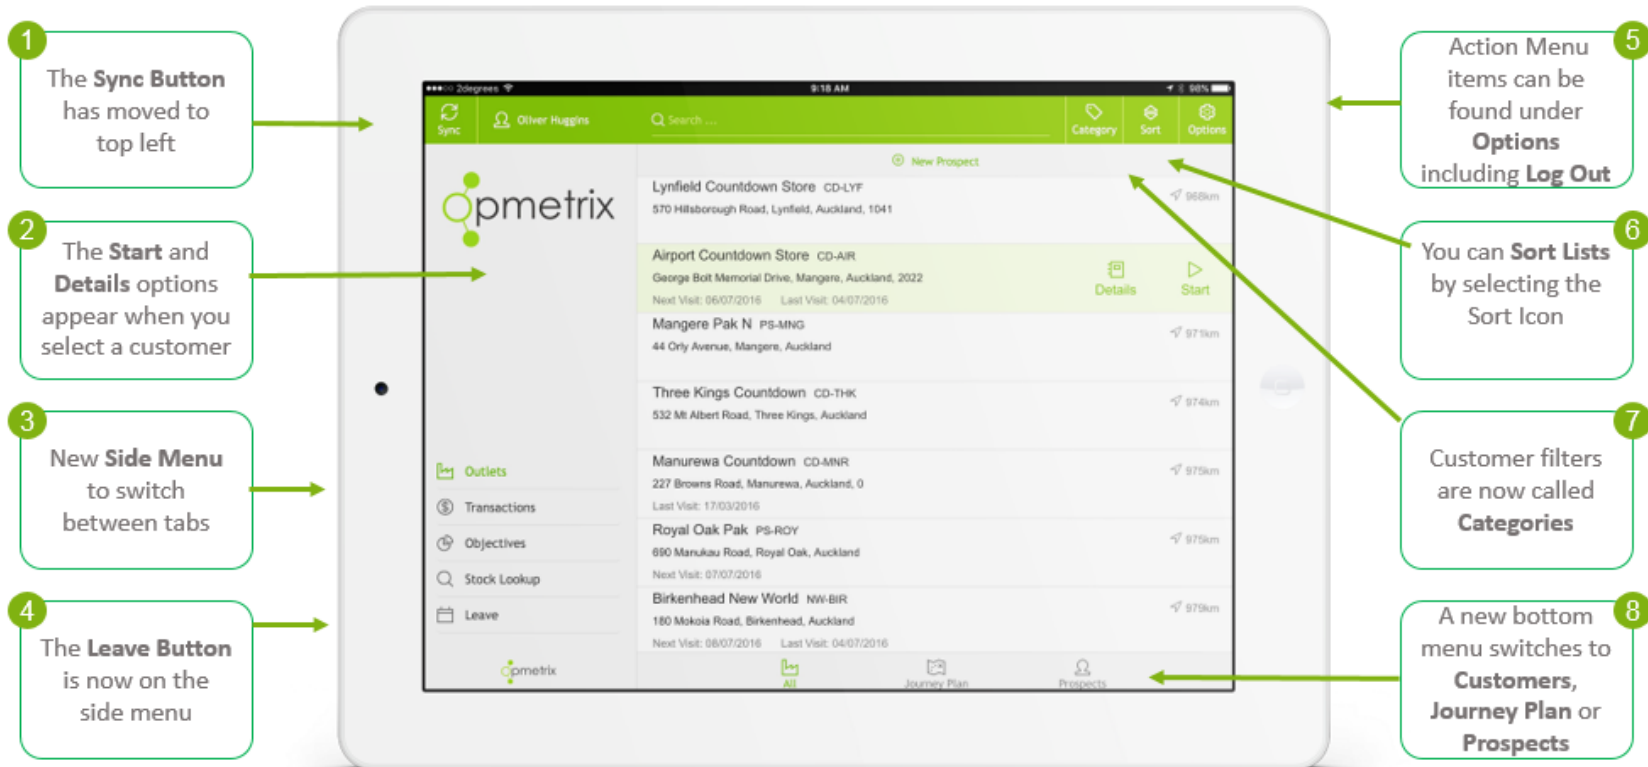 1
The Sync Button
has moved to
top left
2
The Start and
Details options
appear when you
select a customer
3
New Side Menu
to switch
between tabs
4
The Leave Button
is now on the
side menu
2degrees
9:18 AM
98%
Sync
Oliver Huggins
Search ...
Category
Sort
Options
opmetrix
Outlets
Transactions
Objectives
Stock Lookup
Leave
opmetrix
New Prospect
Lynfield Countdown Store CD-LYF
570 Hillsborough Road, Lynfield, Auckland, 1041
968km
Airport Countdown Store CD-AIR
George Bolt Memorial Drive, Mangere, Auckland, 2022
Next Visit: 06/07/2016 Last Visit: 04/07/2016
Details
Start
Mangere Pak N PS-MNG
44 Orly Avenue, Mangere, Auckland
971km
Three Kings Countdown CD-THK
532 Mt Albert Road, Three Kings, Auckland
974km
Manurewa Countdown CD-MNR
227 Browns Road, Manurewa, Auckland, 0
Last Visit: 17/03/2016
975km
Royal Oak Pak PS-ROY
690 Manukau Road, Royal Oak, Auckland
Next Visit: 07/07/2016
975km
Birkenhead New World NW-BIR
180 Mokoia Road, Birkenhead, Auckland
Next Visit: 08/07/2016 Last Visit: 04/07/2016
979km
All
Journey Plan
Prospects
5
Action Menu
items can be
found under
Options
including Log Out
6
You can Sort Lists
by selecting the
Sort Icon
7
Customer filters
are now called
Categories
8
A new bottom
menu switches to
Customers,
Journey Plan or
Prospects